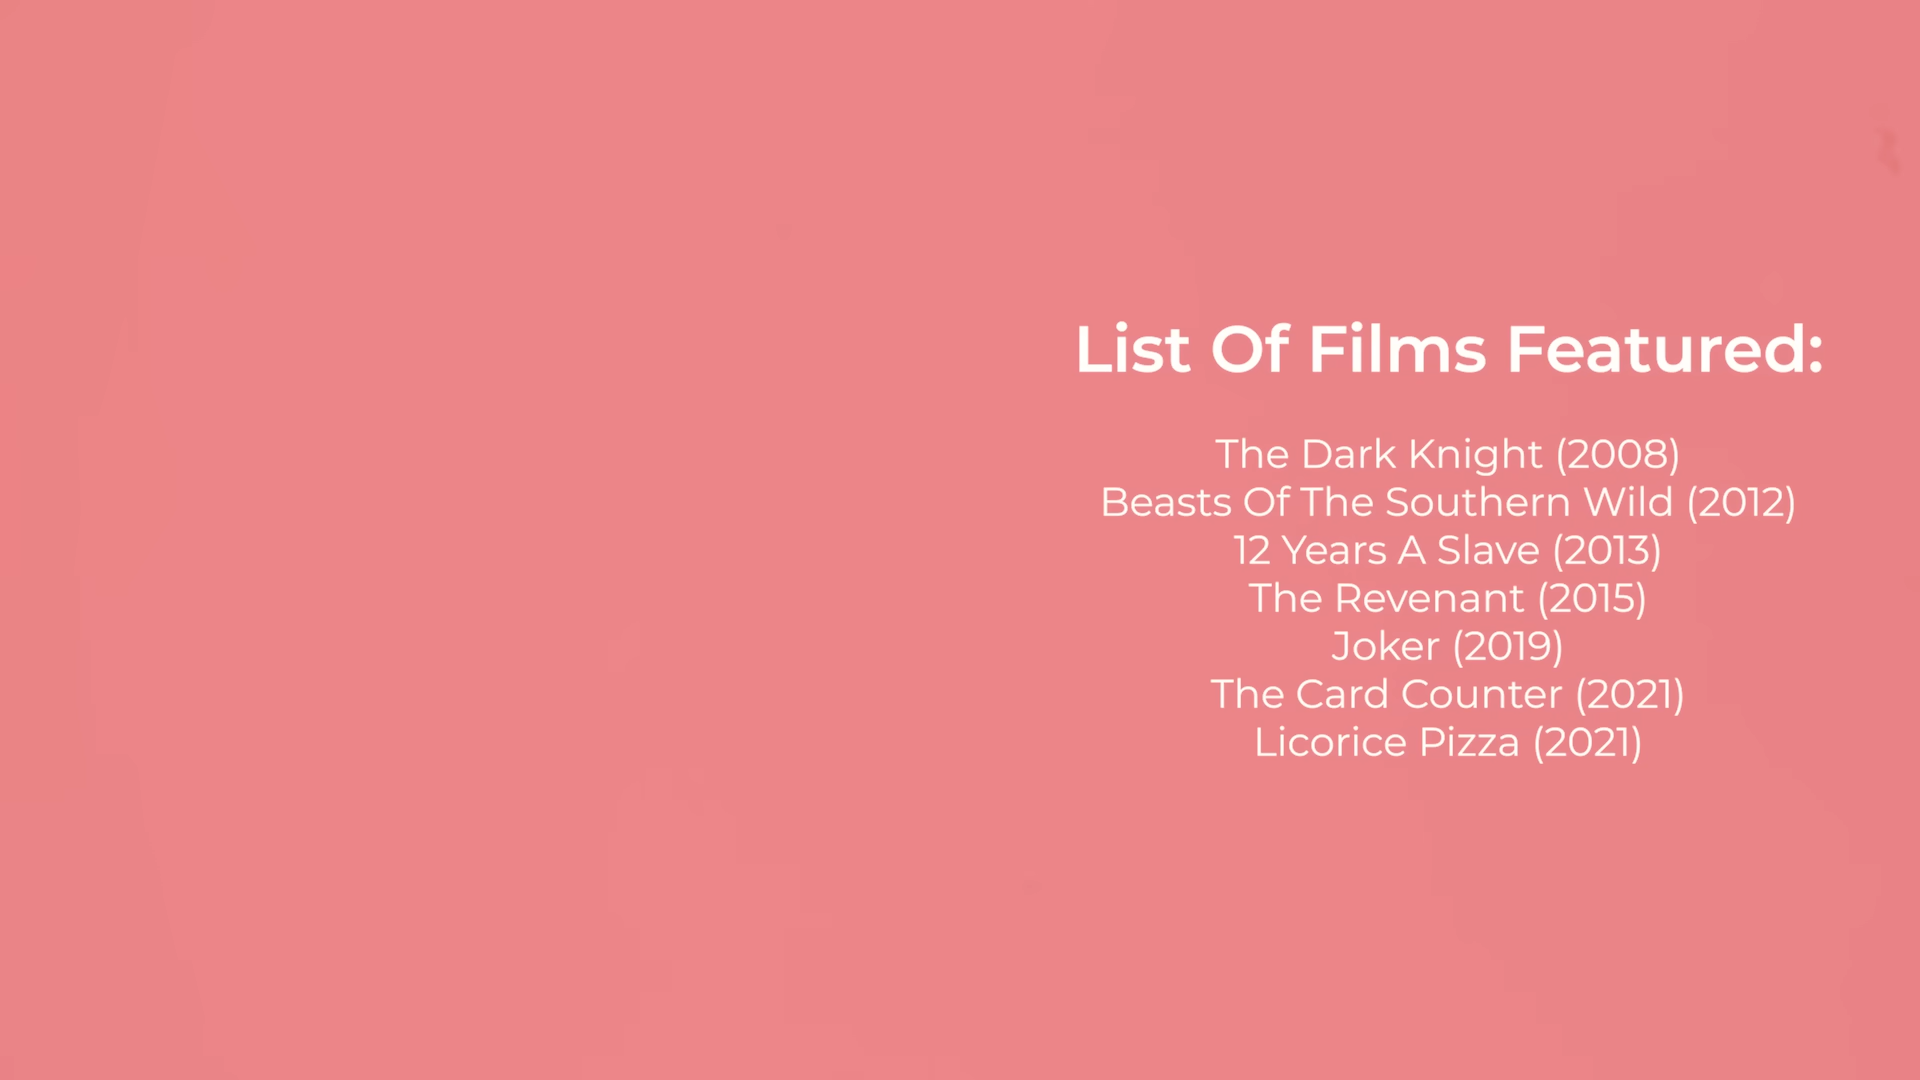 List Of Films Featured:
The Dark Knight (2008)
Beasts Of The Southern Wild (2012)
12 Years A Slave (2013)
The Revenant (2015)
Joker (2019)
The Card Counter (2021)
Licorice Pizza (2021)